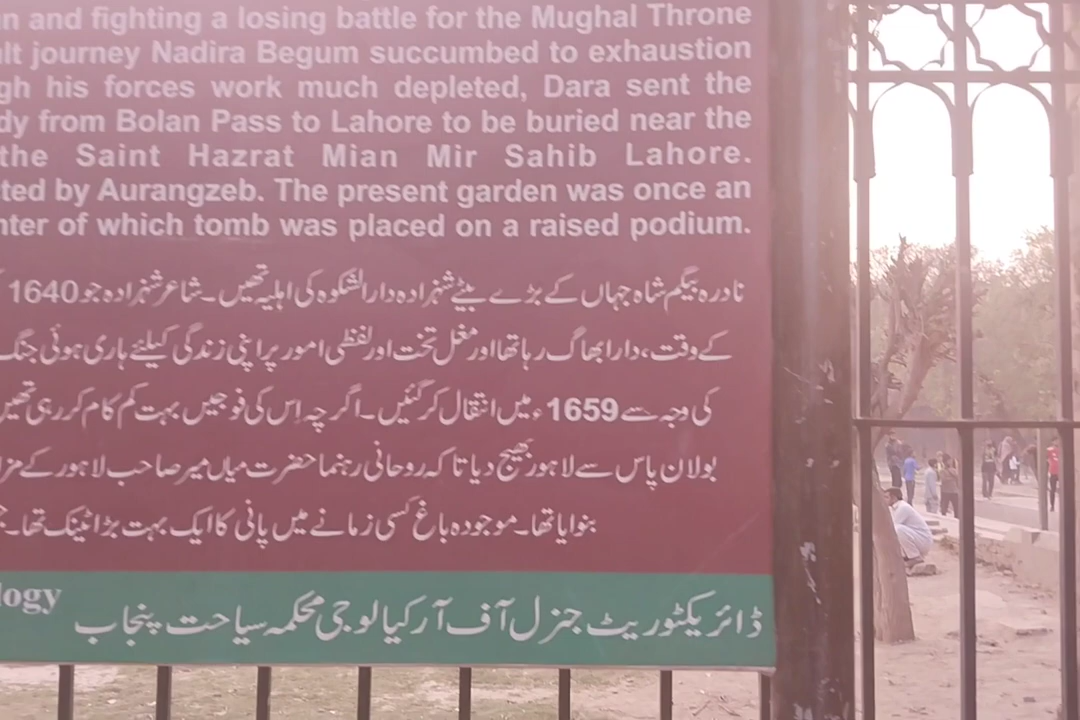 n and fighting a losing battle for the Mughal Throne
ult journey Nadira Begum succumbed to exhaustion
gh his forces work much depleted, Dara sent the
dy from Bolan Pass to Lahore to be buried near the
the Saint Hazrat Mian Mir Sahib Lahore.
ted by Aurangzeb. The present garden was once an
nter of which tomb was placed on a raised podium.
نادرہ بیگم شاہ جہاں کے بڑے بیٹے شہزادہ دارالشکوہ کی اہلیہ تھیں۔ شاعر شہزادہ جو 1640
کے وقت، دارا بھاگ رہا تھا اور مغل تخت اور لفظی امور پر اپنی زندگی کیلئے ہاری ہوئی جنگ
کی وجہ سے 1659ء میں انتقال کر گئیں۔ اگرچہ اس کی فوجیں بہت کم کام کر رہی تھیں
بولان پاس سے لاہور بھیج دیا تا کہ روحانی رہنما حضرت میاں میر صاحب لاہور کے مزا
بنوایا تھا۔ موجودہ باغ کسی زمانے میں پانی کا ایک بہت بڑا ٹینک تھا۔
logy
ڈائریکٹوریٹ جنرل آف آرکیالوجی محکمہ سیاحت پنجاب